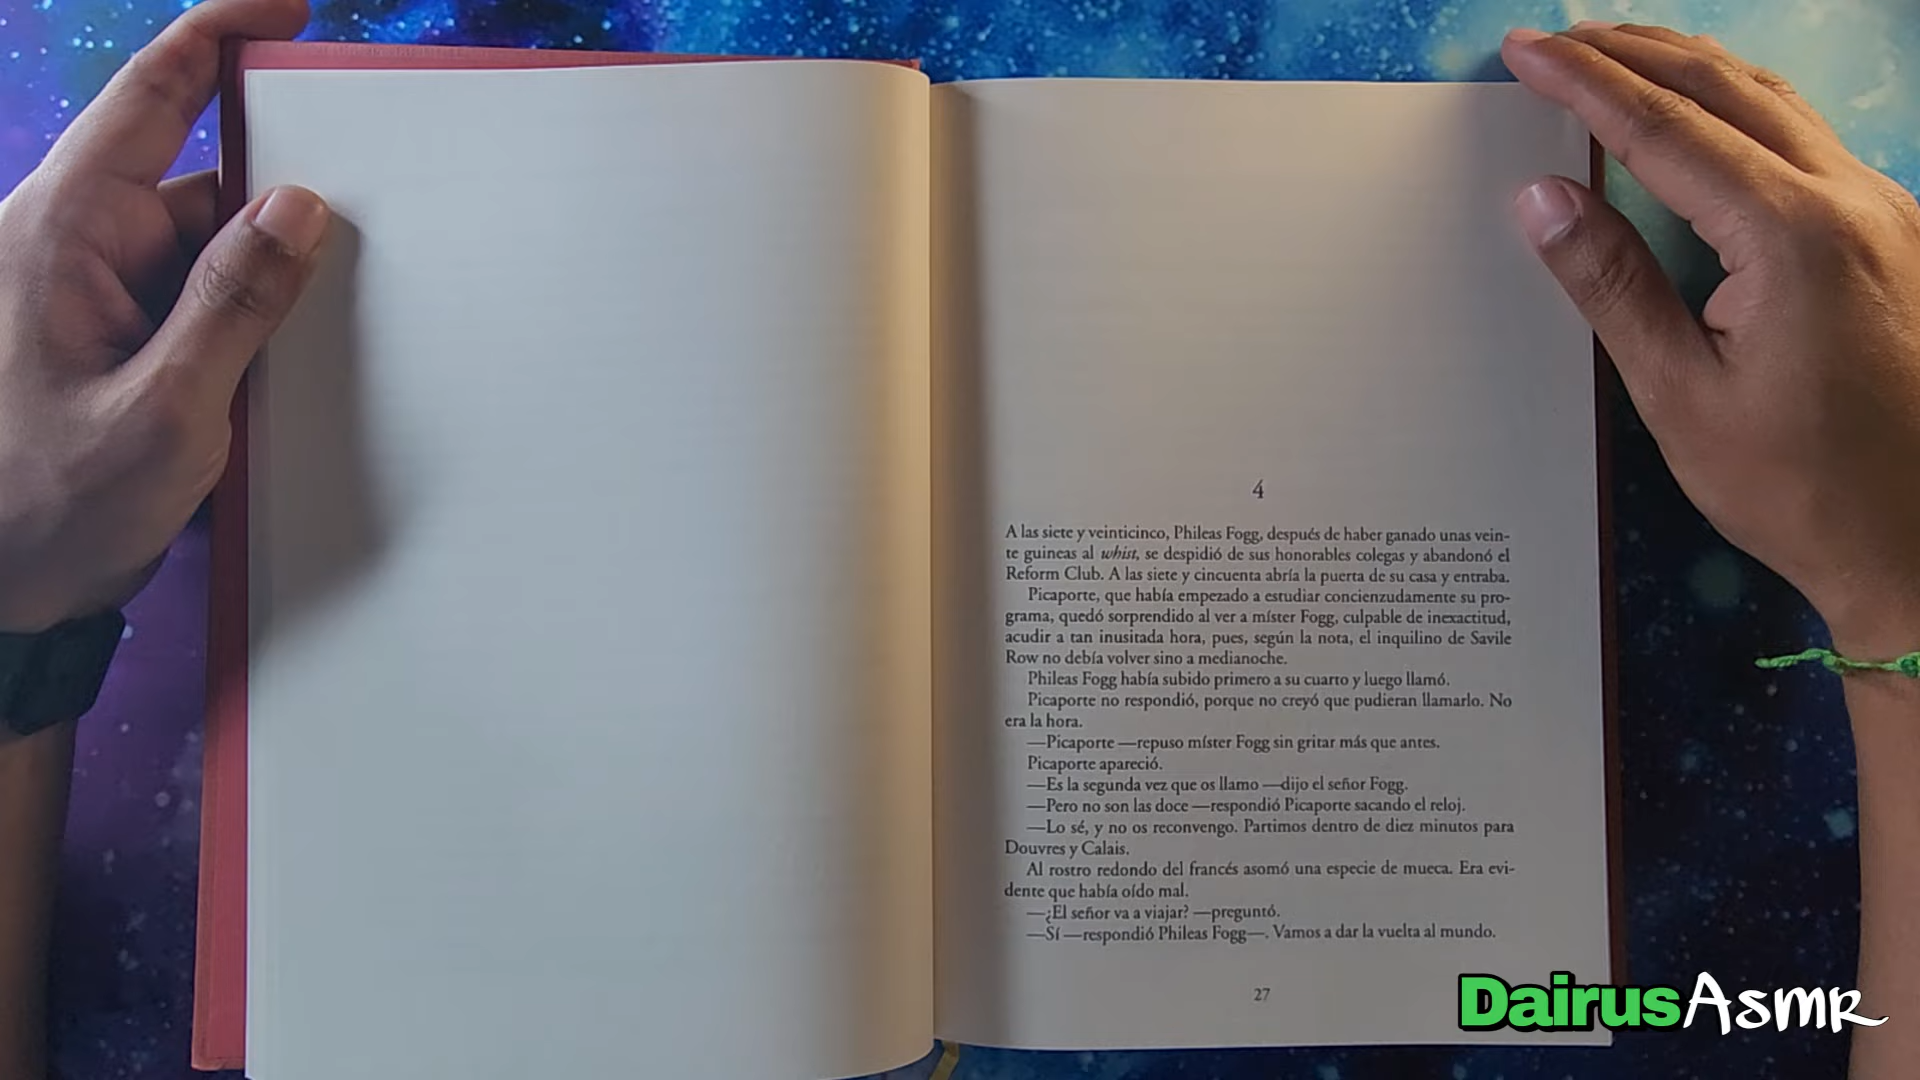 4
A las siete y veinticinco, Phileas Fogg, después de haber ganado unas vein-
te guineas al whist, se despidió de sus honorables colegas y abandonó el
Reform Club. A las siete y cincuenta abría la puerta de su casa y entraba.
Picaporte, que había empezado a estudiar concienzudamente su pro-
grama, quedó sorprendido al ver a míster Fogg, culpable de inexactitud,
acudir a tan inusitada hora, pues, según la nota, el inquilino de Savile
Row no debía volver sino a medianoche.
Phileas Fogg había subido primero a su cuarto y luego llamó.
Picaporte no respondió, porque no creyó que pudieran llamarlo. No
era la hora.
—Picaporte —repuso míster Fogg sin gritar más que antes.
Picaporte apareció.
—Es la segunda vez que os llamo —dijo el señor Fogg.
—Pero no son las doce —respondió Picaporte sacando el reloj.
—Lo sé, y no os reconvengo. Partimos dentro de diez minutos para
Douvres y Calais.
Al rostro redondo del francés asomó una especie de mueca. Era evi-
dente que había oído mal.
—¿El señor va a viajar? —preguntó.
—Sí —respondió Phileas Fogg—. Vamos a dar la vuelta al mundo.
27
DairusAsmr